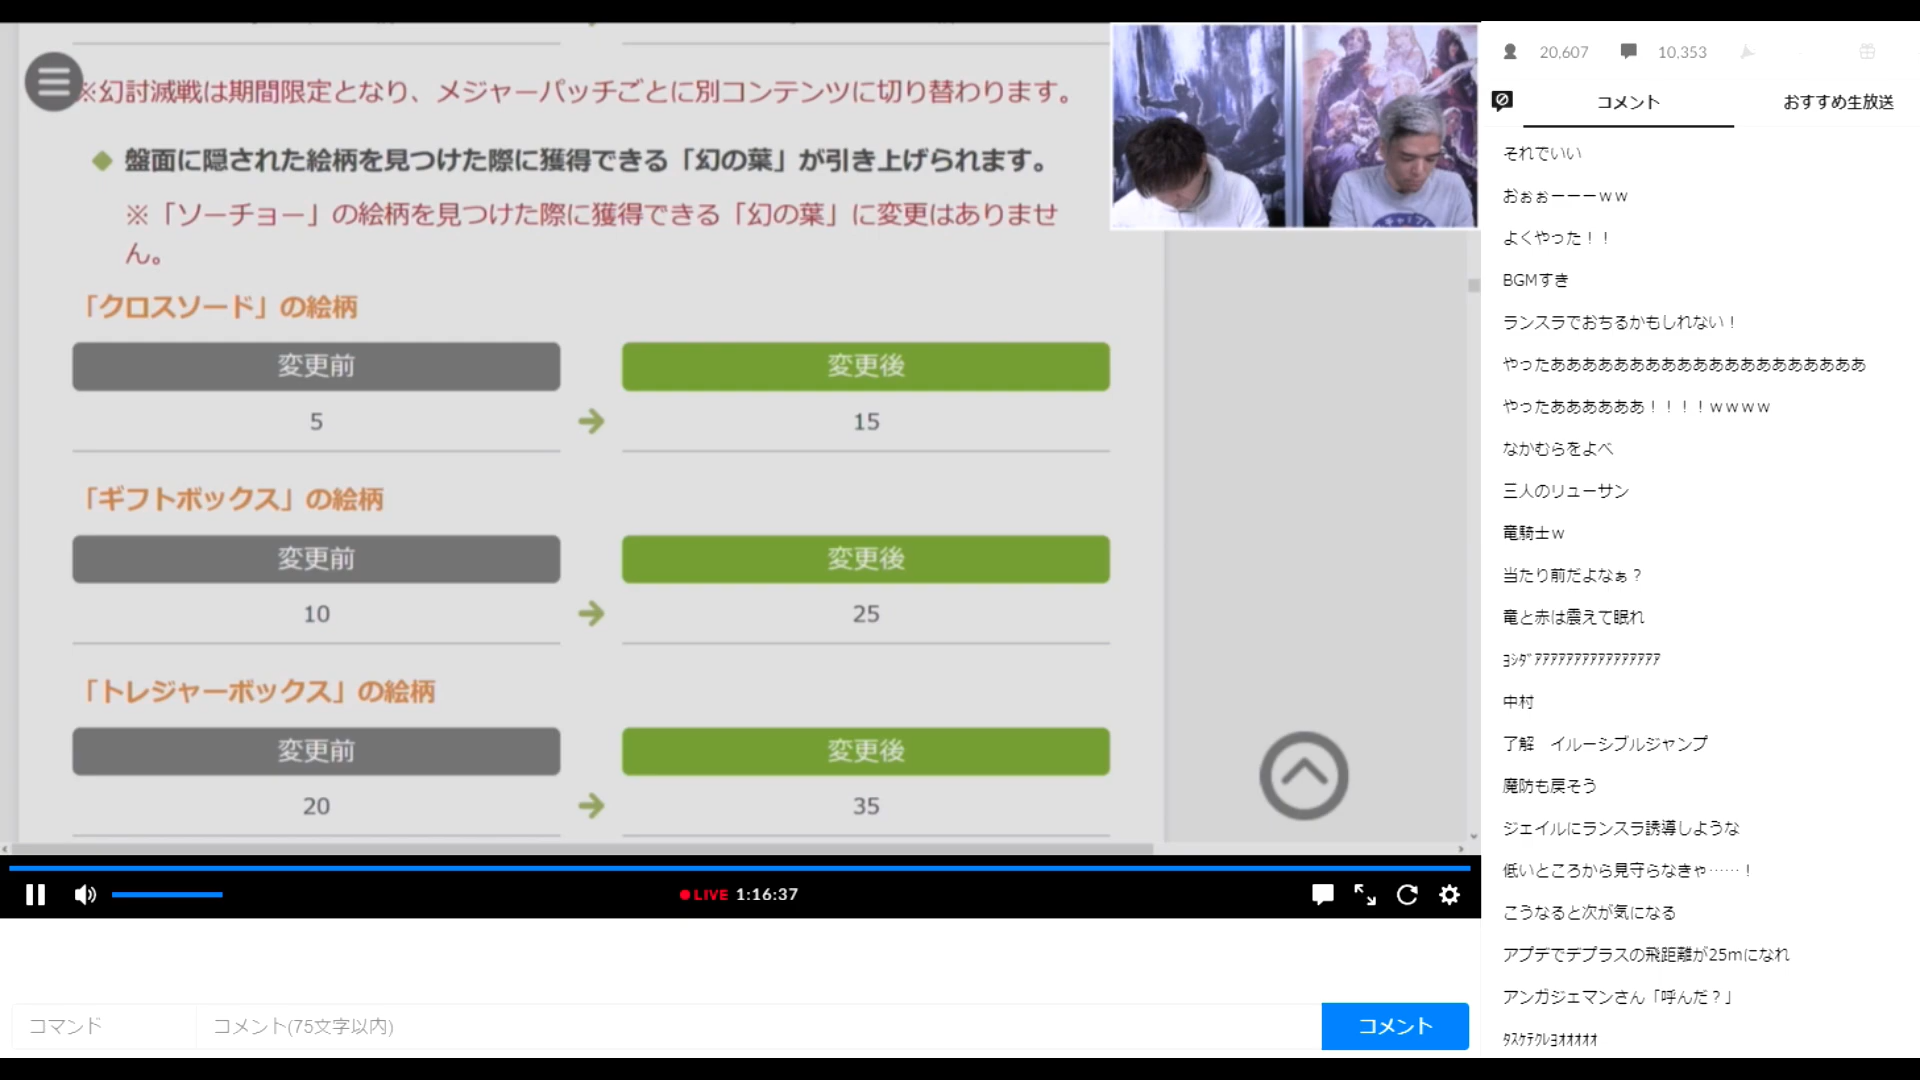 ※幻討滅戦は期間限定となり、メジャーパッチごとに別コンテンツに切り替わります。
盤面に隠された絵柄を見つけた際に獲得できる「幻の葉」が引き上げられます。
※「ソーチョー」の絵柄を見つけた際に獲得できる「幻の葉」に変更はありませ
ん。
「クロスソード」の絵柄
変更前 変更後
5 15
「ギフトボックス」の絵柄
変更前 変更後
10 25
「トレジャーボックス」の絵柄
変更前 変更後
20 35
LIVE 1:16:37
コマンド コメント(75文字以内) コメント
20,607 10,353
コメント おすすめ生放送
それでいい
おぉぉーーーｗｗ
よくやった！！
BGMすき
ランスラでおちるかもしれない！
やったああああああああああああああああああああ
やったああああああ！！！！ｗｗｗｗ
なかむらをよべ
三人のリューサン
竜騎士ｗ
当たり前だよなぁ？
竜と赤は震えて眠れ
ﾖｼﾀﾞｱｱｱｱｱｱｱｱｱｱｱｱｱｱｱｱ
中村
了解　イルーシブルジャンプ
魔防も戻そう
ジェイルにランスラ誘導しような
低いところから見守らなきゃ……！
こうなると次が気になる
アプデでデプラスの飛距離が25mになれ
アンガジェマンさん「呼んだ？」
ﾀｽｹﾃｸﾚﾖｵｵｵｵｵ